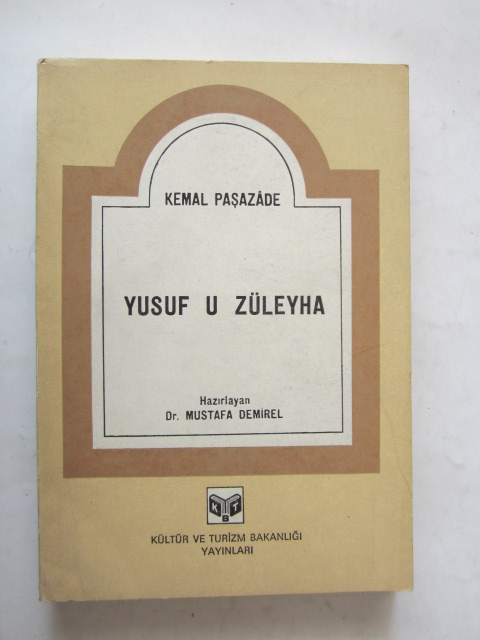 KEMAL PAŞAZÂDE
YUSUF U ZÜLEYHA
Hazırlayan
Dr. MUSTAFA DEMİREL
K B T
KÜLTÜR VE TURİZM BAKANLIĞI
YAYINLARI